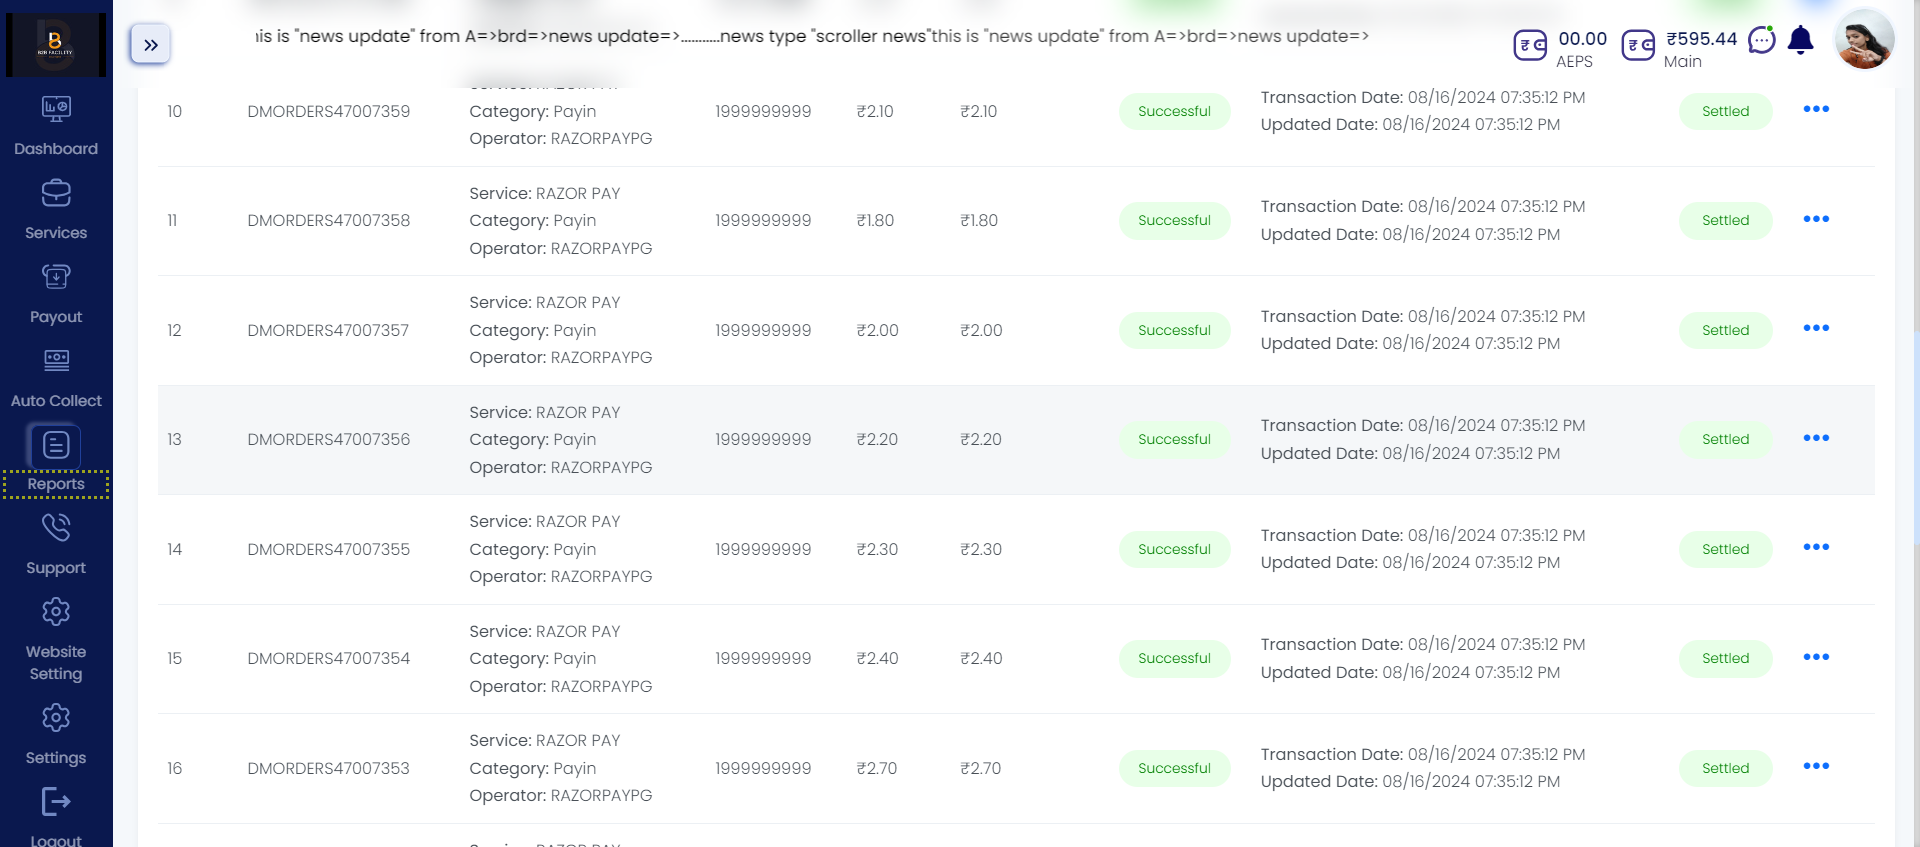 B2B FACILITY
his is "news update" from A=>brd=>news update=>...........news type "scroller news"this is "news update" from A=>brd=>news update=>
00.00
AEPS
₹595.44
Main
Dashboard
Services
Payout
Auto Collect
Reports
Support
Website
Setting
Settings
Logout
10 DMORDERS47007359 Category: Payin 1999999999 ₹2.10 ₹2.10 Successful Transaction Date: 08/16/2024 07:35:12 PM Settled
Operator: RAZORPAYPG Updated Date: 08/16/2024 07:35:12 PM
Service: RAZOR PAY
11 DMORDERS47007358 Category: Payin 1999999999 ₹1.80 ₹1.80 Successful Transaction Date: 08/16/2024 07:35:12 PM Settled
Operator: RAZORPAYPG Updated Date: 08/16/2024 07:35:12 PM
Service: RAZOR PAY
12 DMORDERS47007357 Category: Payin 1999999999 ₹2.00 ₹2.00 Successful Transaction Date: 08/16/2024 07:35:12 PM Settled
Operator: RAZORPAYPG Updated Date: 08/16/2024 07:35:12 PM
Service: RAZOR PAY
13 DMORDERS47007356 Category: Payin 1999999999 ₹2.20 ₹2.20 Successful Transaction Date: 08/16/2024 07:35:12 PM Settled
Operator: RAZORPAYPG Updated Date: 08/16/2024 07:35:12 PM
Service: RAZOR PAY
14 DMORDERS47007355 Category: Payin 1999999999 ₹2.30 ₹2.30 Successful Transaction Date: 08/16/2024 07:35:12 PM Settled
Operator: RAZORPAYPG Updated Date: 08/16/2024 07:35:12 PM
Service: RAZOR PAY
15 DMORDERS47007354 Category: Payin 1999999999 ₹2.40 ₹2.40 Successful Transaction Date: 08/16/2024 07:35:12 PM Settled
Operator: RAZORPAYPG Updated Date: 08/16/2024 07:35:12 PM
Service: RAZOR PAY
16 DMORDERS47007353 Category: Payin 1999999999 ₹2.70 ₹2.70 Successful Transaction Date: 08/16/2024 07:35:12 PM Settled
Operator: RAZORPAYPG Updated Date: 08/16/2024 07:35:12 PM